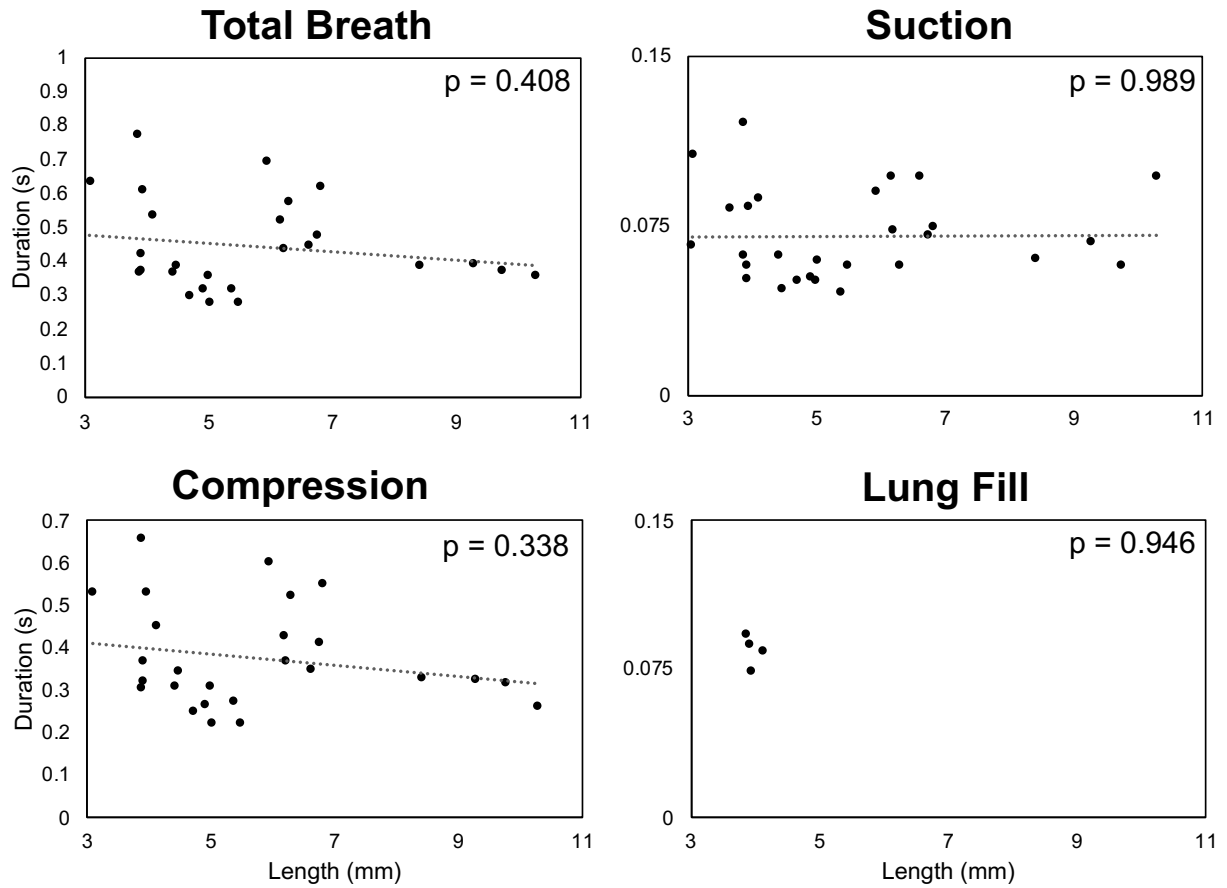 Total Breath
p = 0.408
Duration (s)
1
0.9
0.8
0.7
0.6
0.5
0.4
0.3
0.2
0.1
0
3 5 7 9 11
Suction
p = 0.989
0.15
0.075
0
3 5 7 9 11
Compression
p = 0.338
Duration (s)
0.7
0.6
0.5
0.4
0.3
0.2
0.1
0
3 5 7 9 11
Length (mm)
Lung Fill
p = 0.946
0.15
0.075
0
3 5 7 9 11
Length (mm)